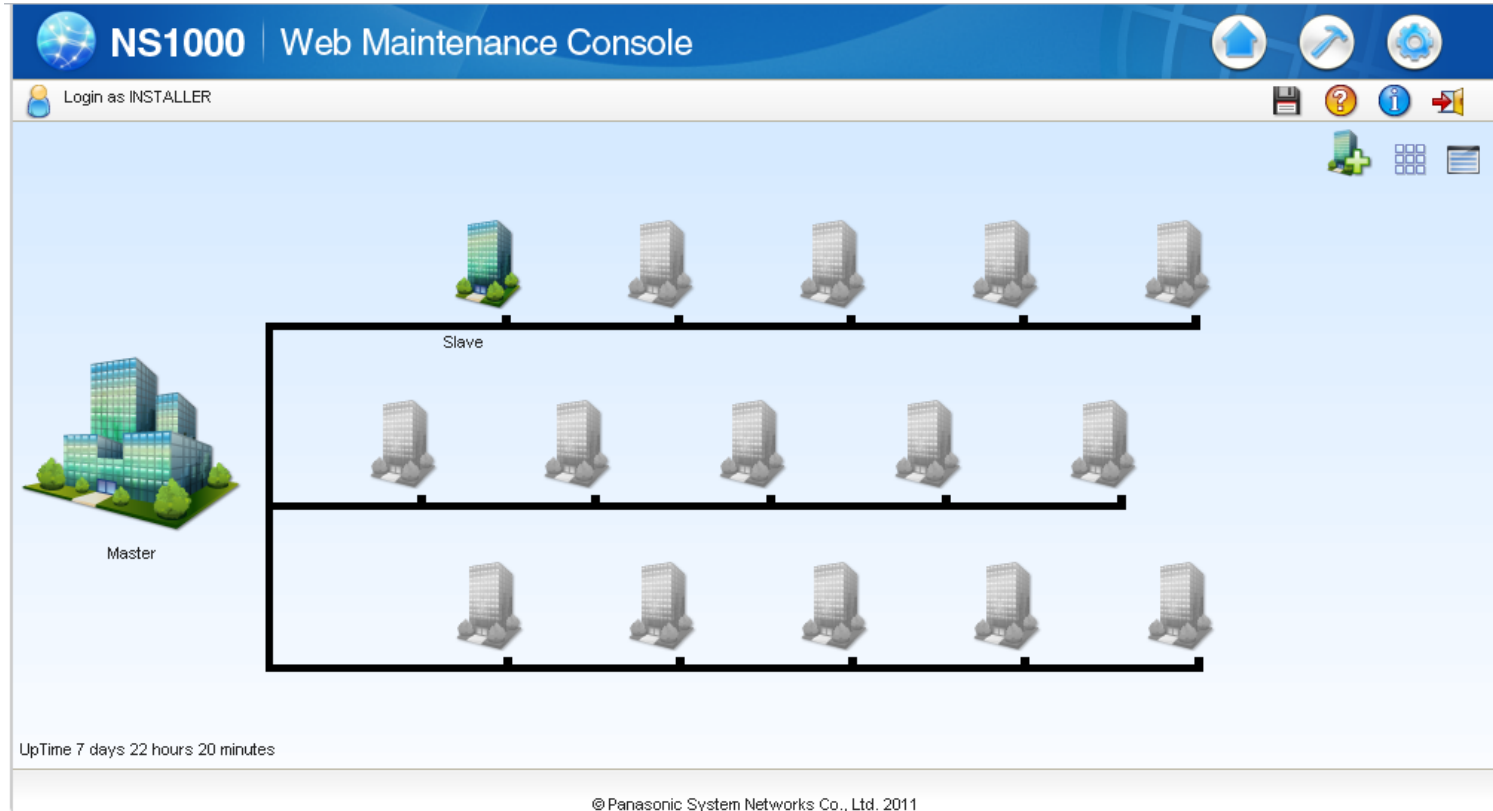 NS1000 Web Maintenance Console
Login as INSTALLER
Slave
Master
UpTime 7 days 22 hours 20 minutes
© Panasonic System Networks Co., Ltd. 2011